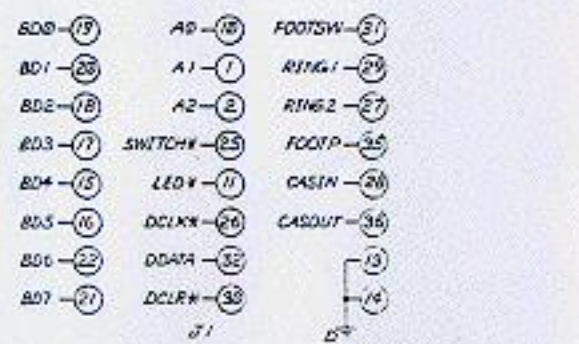 BD0 19 A0 10 FOOTSW 31
BD1 20 A1 1 RING1 29
BD2 18 A2 2 RING2 27
BD3 17 SWITCH* 25 FOOTP 35
BD4 15 LED* 11 CASIN 28
BD5 16 DCLK* 26 CASOUT 36
BD6 22 DDATA 32 13
BD7 21 DCLR* 30 14
J1 D